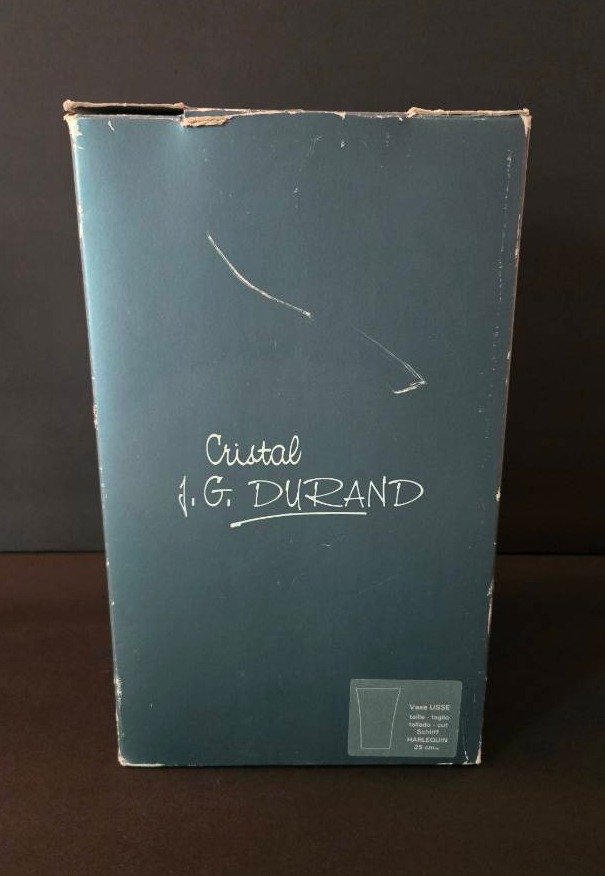 Cristal
J. G. DURAND
Vase USSE
taille - taglio
tallado - cut
Schliff
HARLEQUIN
25 cm